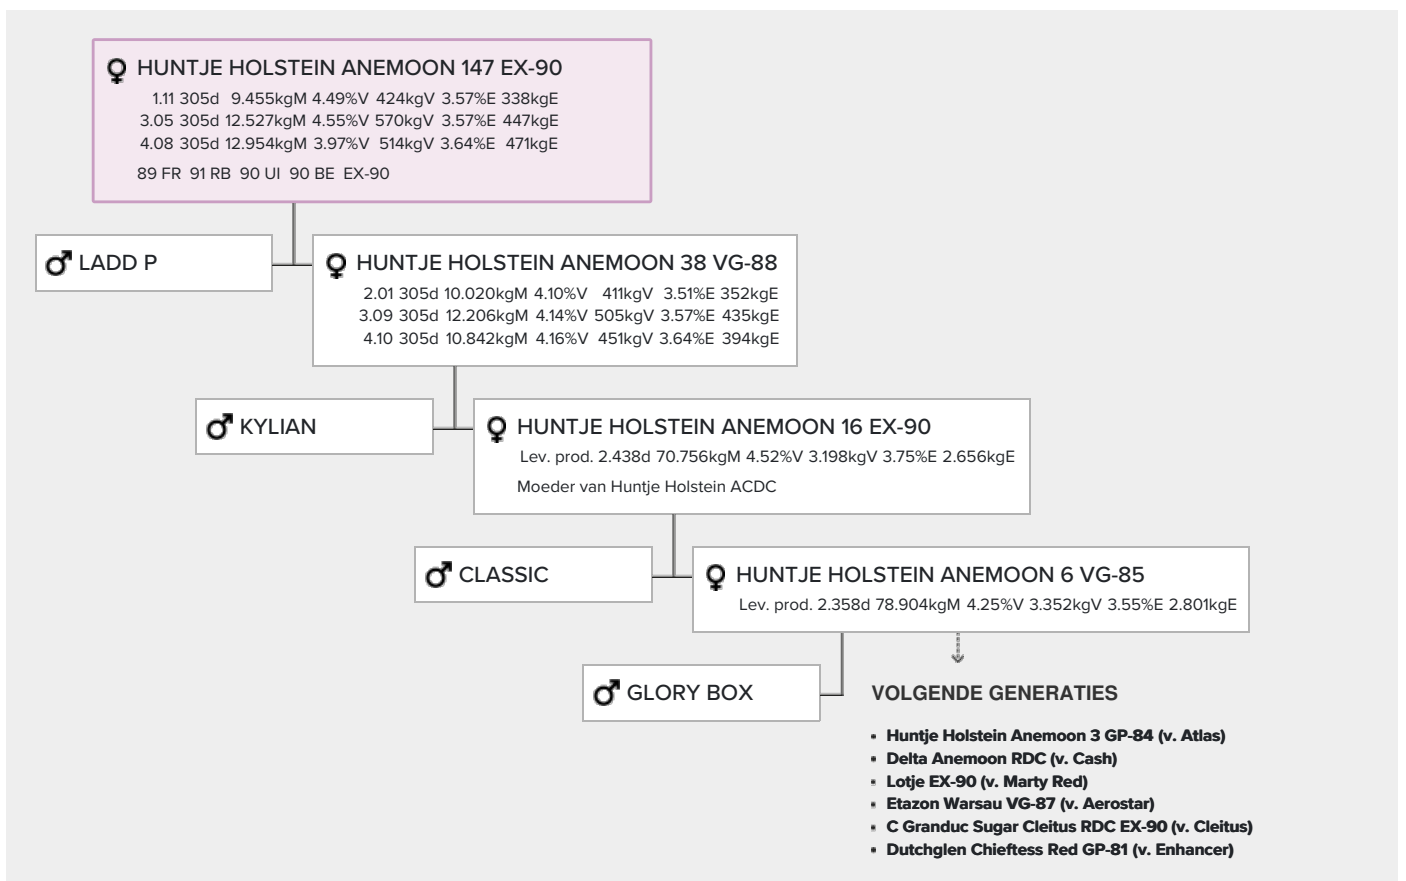 HUNTJE HOLSTEIN ANEMOON 147 EX-90
1.11 305d 9.455kgM 4.49%V 424kgV 3.57%E 338kgE
3.05 305d 12.527kgM 4.55%V 570kgV 3.57%E 447kgE
4.08 305d 12.954kgM 3.97%V 514kgV 3.64%E 471kgE
89 FR 91 RB 90 UI 90 BE EX-90
LADD P
HUNTJE HOLSTEIN ANEMOON 38 VG-88
2.01 305d 10.020kgM 4.10%V 411kgV 3.51%E 352kgE
3.09 305d 12.206kgM 4.14%V 505kgV 3.57%E 435kgE
4.10 305d 10.842kgM 4.16%V 451kgV 3.64%E 394kgE
KYLIAN
HUNTJE HOLSTEIN ANEMOON 16 EX-90
Lev. prod. 2.438d 70.756kgM 4.52%V 3.198kgV 3.75%E 2.656kgE
Moeder van Huntje Holstein ACDC
CLASSIC
HUNTJE HOLSTEIN ANEMOON 6 VG-85
Lev. prod. 2.358d 78.904kgM 4.25%V 3.352kgV 3.55%E 2.801kgE
GLORY BOX
VOLGENDE GENERATIES
▪ Huntje Holstein Anemoon 3 GP-84 (v. Atlas)
▪ Delta Anemoon RDC (v. Cash)
▪ Lotje EX-90 (v. Marty Red)
▪ Etazon Warsau VG-87 (v. Aerostar)
▪ C Granduc Sugar Cleitus RDC EX-90 (v. Cleitus)
▪ Dutchglen Chieftess Red GP-81 (v. Enhancer)